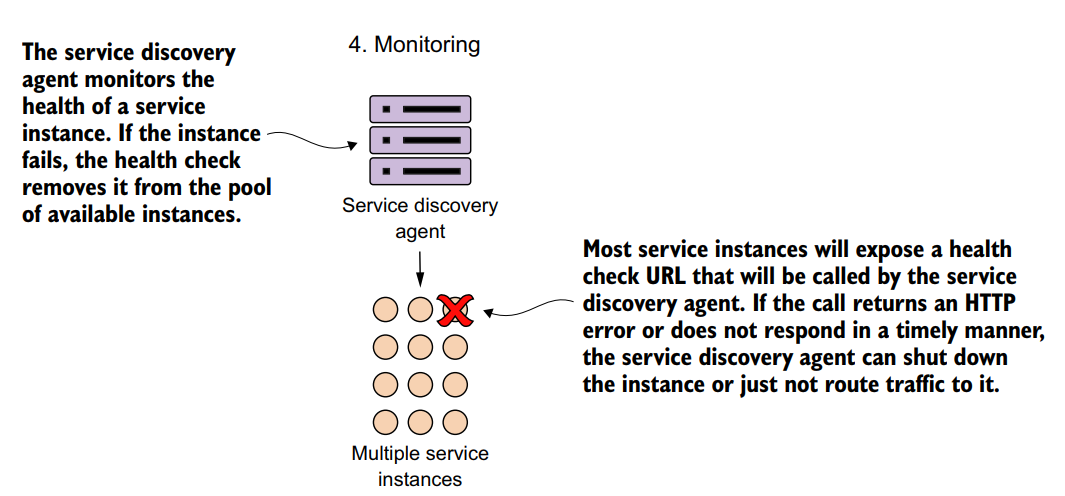 4. Monitoring
The service discovery
agent monitors the
health of a service
instance. If the instance
fails, the health check
removes it from the pool
of available instances.
Service discovery
agent
Most service instances will expose a health
check URL that will be called by the service
discovery agent. If the call returns an HTTP
error or does not respond in a timely manner,
the service discovery agent can shut down
the instance or just not route traffic to it.
Multiple service
instances